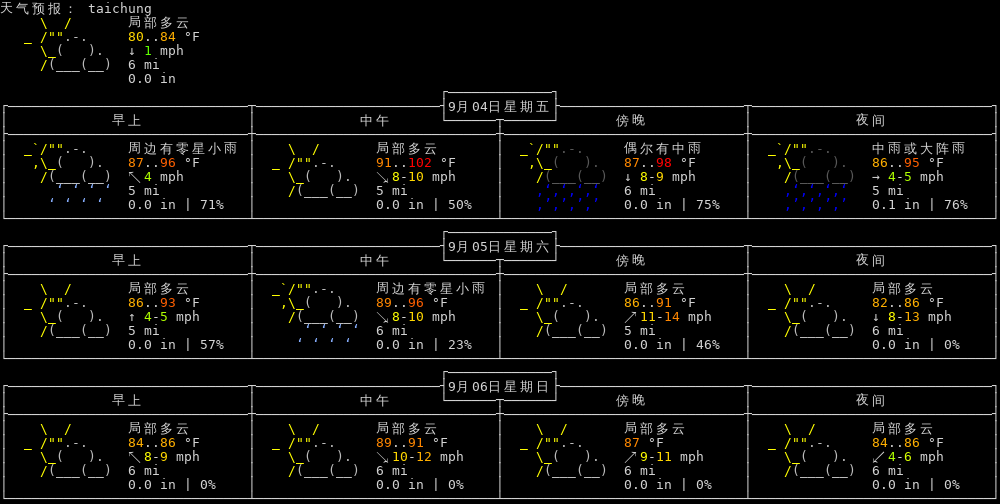 天气预报： taichung
局部多云
80..84 °F
↓ 1 mph
6 mi
0.0 in
9月04日星期五
早上 中午 傍晚 夜间
周边有零星小雨 局部多云 偶尔有中雨 中雨或大阵雨
87..96 °F 91..102 °F 87..98 °F 86..95 °F
↖ 4 mph ↘ 8-10 mph ↓ 8-9 mph → 4-5 mph
5 mi 5 mi 6 mi 5 mi
0.0 in | 71% 0.0 in | 50% 0.0 in | 75% 0.1 in | 76%
9月05日星期六
早上 中午 傍晚 夜间
局部多云 周边有零星小雨 局部多云 局部多云
86..93 °F 89..96 °F 86..91 °F 82..86 °F
↑ 4-5 mph ↘ 8-10 mph ↗ 11-14 mph ↓ 8-13 mph
5 mi 6 mi 5 mi 6 mi
0.0 in | 57% 0.0 in | 23% 0.0 in | 46% 0.0 in | 0%
9月06日星期日
早上 中午 傍晚 夜间
局部多云 局部多云 局部多云 局部多云
84..86 °F 89..91 °F 87 °F 84..86 °F
↖ 8-9 mph ↘ 10-12 mph ↗ 9-11 mph ↙ 4-6 mph
6 mi 6 mi 6 mi 6 mi
0.0 in | 0% 0.0 in | 0% 0.0 in | 0% 0.0 in | 0%